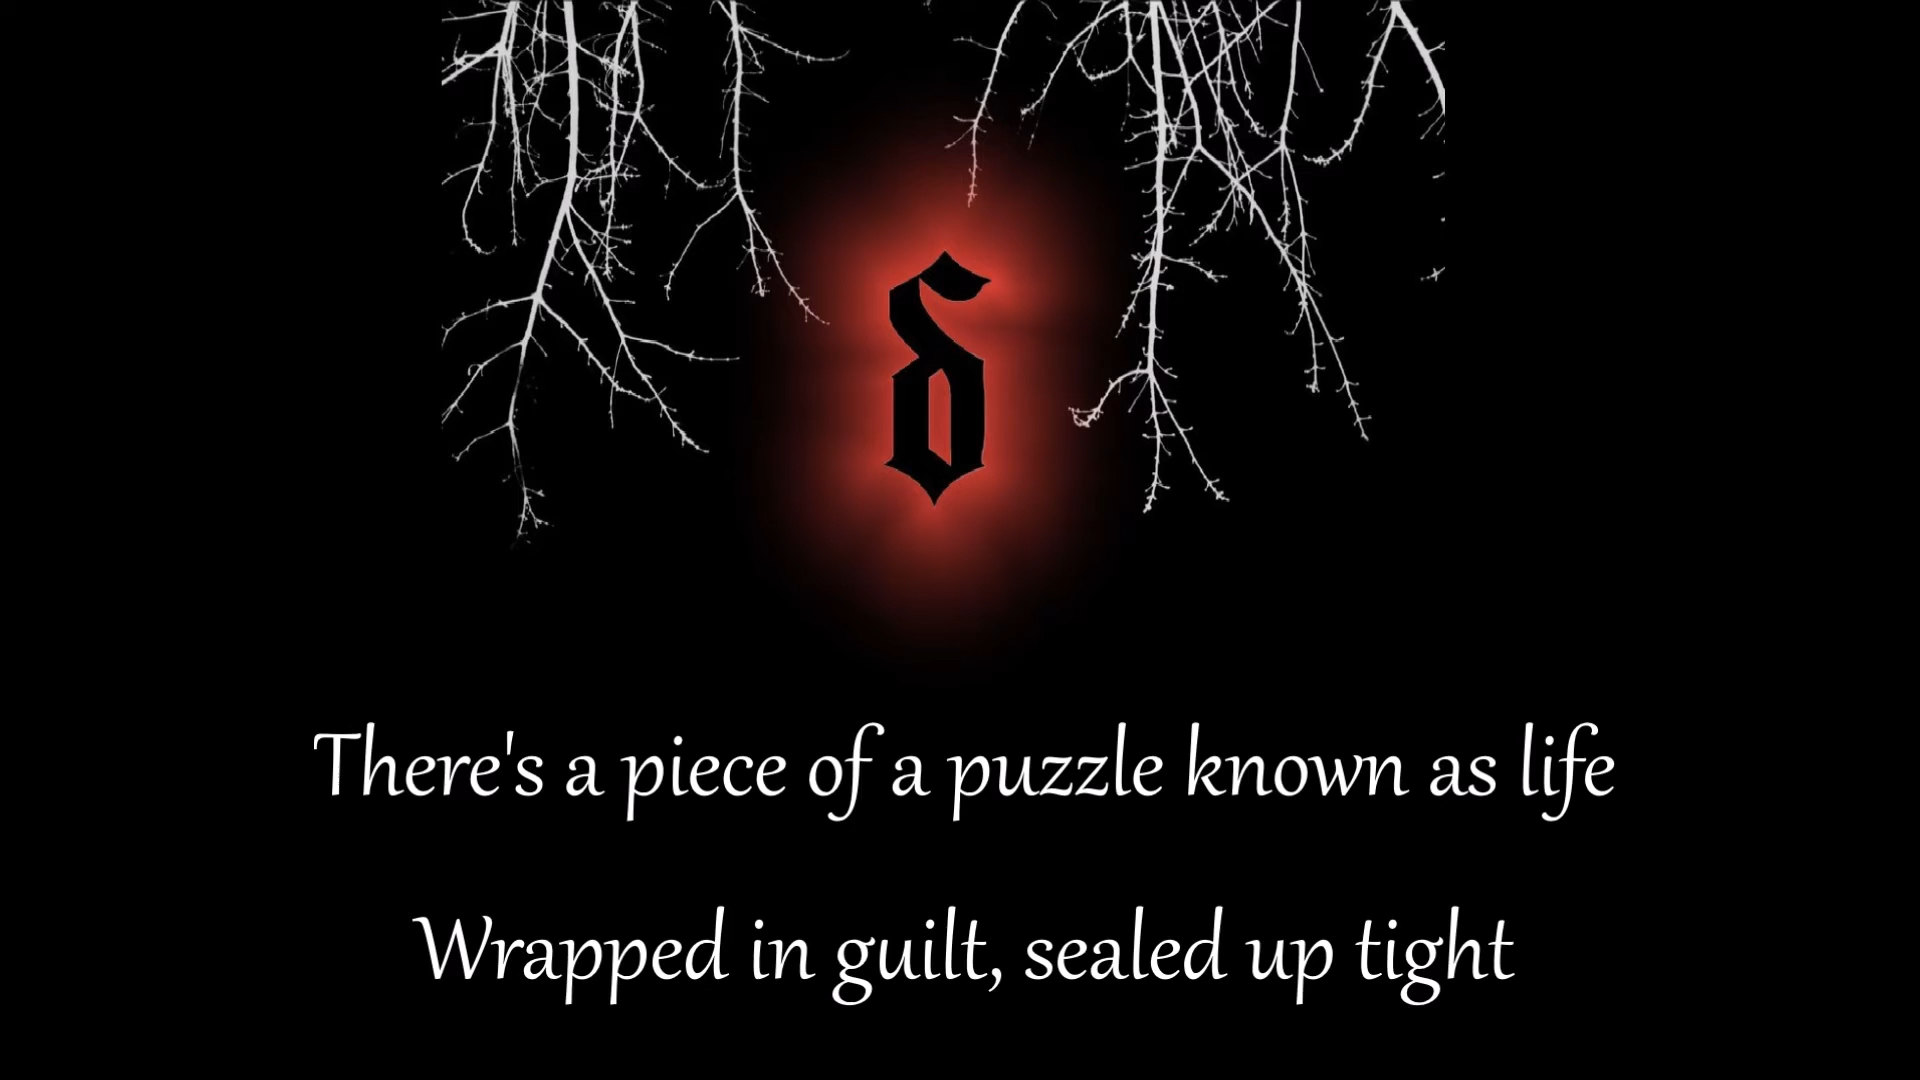 δ
There's a piece of a puzzle known as life
Wrapped in guilt, sealed up tight